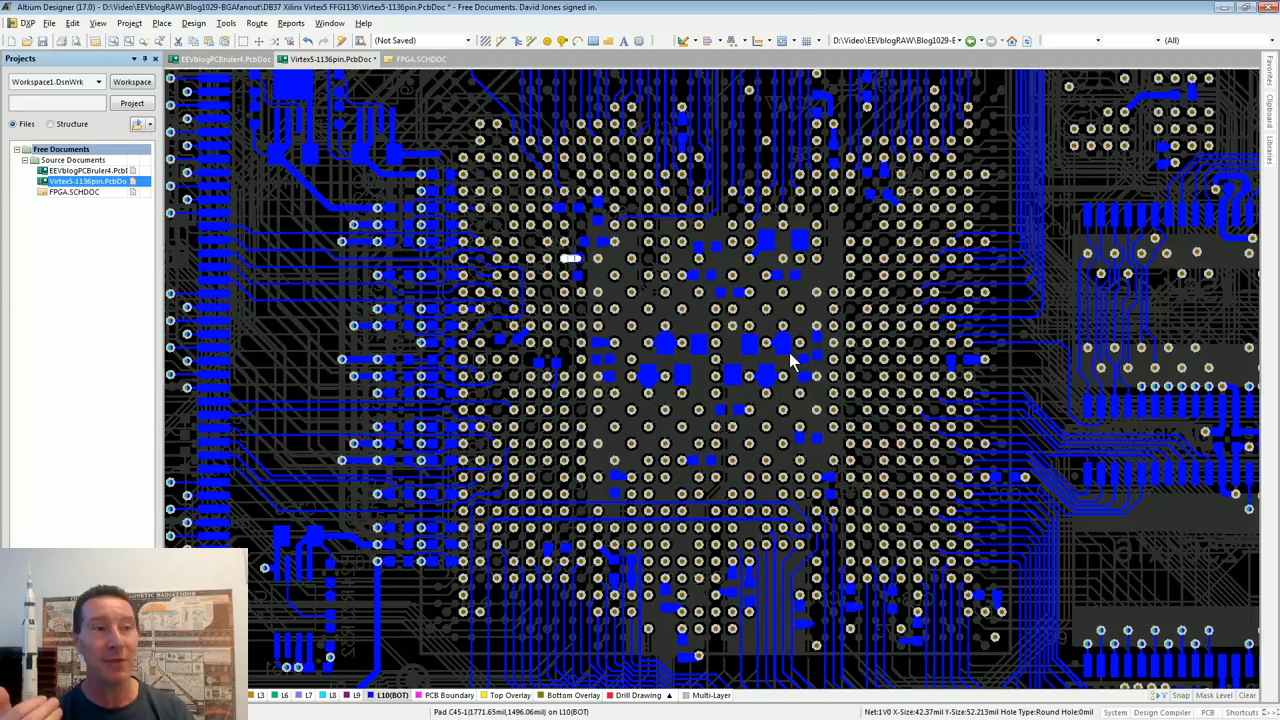 Altium Designer (17.0) - D:\Video\EEVblogRAW\Blog1029-BGAfanout\DB37 Xilinx Virtex5 FFG1136\Virtex5-1136pin.PcbDoc * - Free Documents. David Jones signed in.
DXP File Edit View Project Place Design Tools Route Reports Window Help
(Not Saved) D:\Video\EEVblogRAW\Blog1029-E (All)
Projects
EEVblogPCBruler4.PcbDoc Virtex5-1136pin.PcbDoc * FPGA.SCHDOC
Workspace1.DsnWrk Workspace
Project
Files Structure
Free Documents
Source Documents
EEVblogPCBruler4.Pcb
Virtex5-1136pin.PcbDo
FPGA.SCHDOC
Favorites
Clipboard
Libraries
L3 L6 L7 L8 L9 L10(BOT) PCB Boundary Top Overlay Bottom Overlay Drill Drawing Multi-Layer
Snap Mask Level Clear
Pad C45-1(1771.65mil,1496.06mil) on L10(BOT)
Net:1V0 X-Size:42.37mil Y-Size:52.213mil Hole Type:Round Hole:0mil
System Design Compiler PCB Shortcuts >>